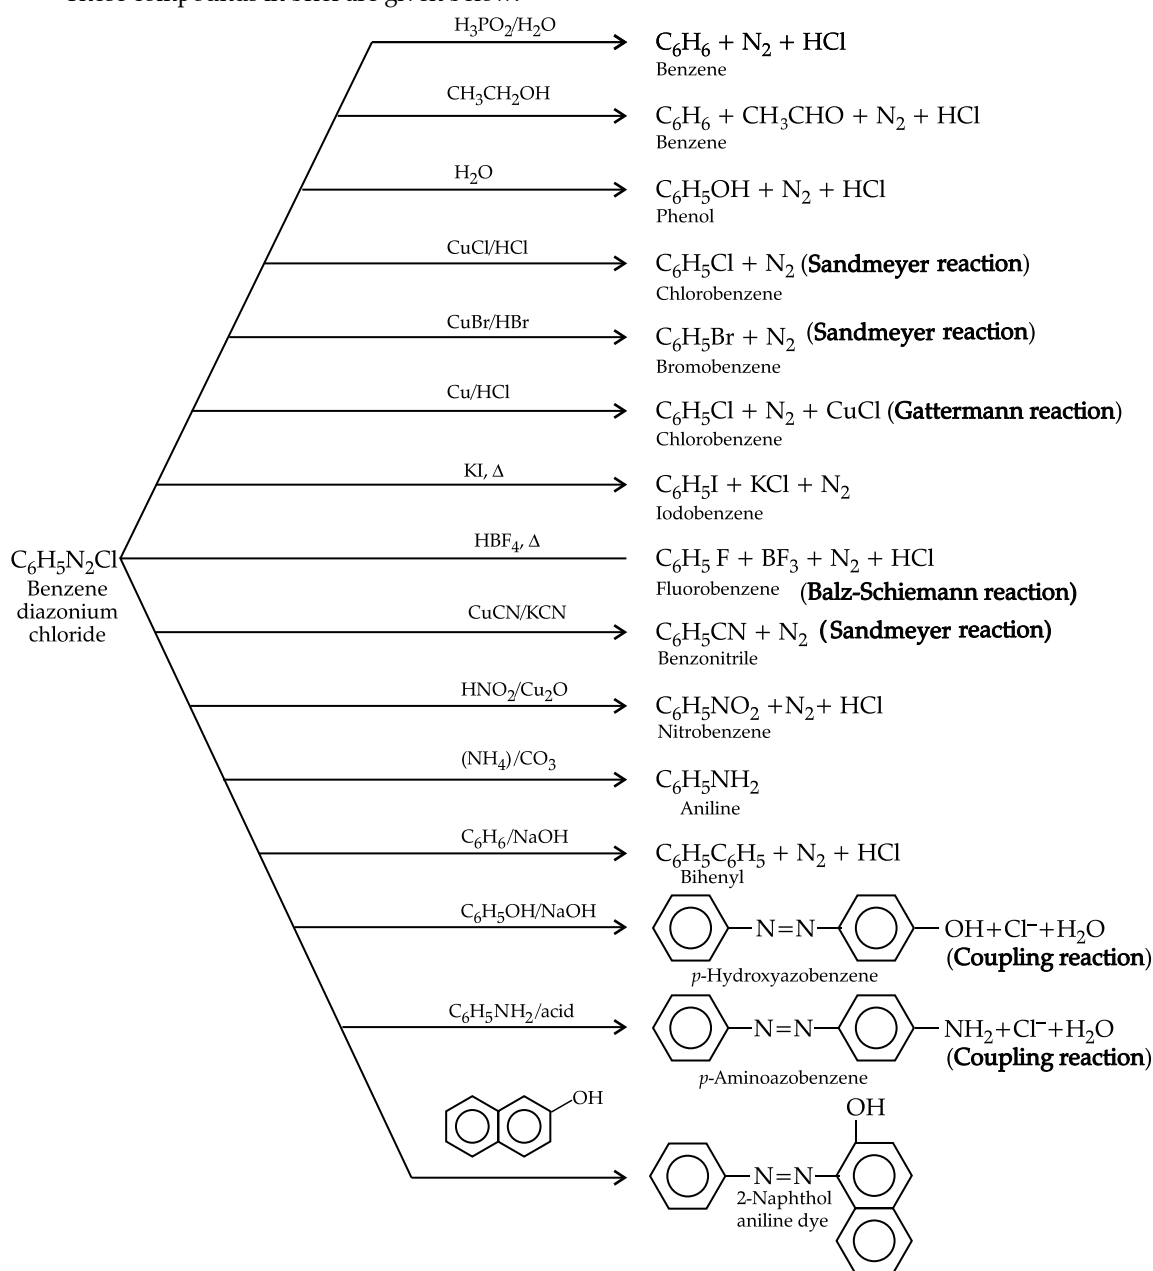 H₃PO₂/H₂O
C₆H₆ + N₂ + HCl
Benzene
CH₃CH₂OH
C₆H₆ + CH₃CHO + N₂ + HCl
Benzene
H₂O
C₆H₅OH + N₂ + HCl
Phenol
CuCl/HCl
C₆H₅Cl + N₂ (Sandmeyer reaction)
Chlorobenzene
CuBr/HBr
C₆H₅Br + N₂ (Sandmeyer reaction)
Bromobenzene
Cu/HCl
C₆H₅Cl + N₂ + CuCl (Gattermann reaction)
Chlorobenzene
KI, Δ
C₆H₅I + KCl + N₂
Iodobenzene
HBF₄, Δ
C₆H₅N₂Cl
C₆H₅ F + BF₃ + N₂ + HCl
Benzene
diazonium
chloride
Fluorobenzene (Balz-Schiemann reaction)
CuCN/KCN
C₆H₅CN + N₂ (Sandmeyer reaction)
Benzonitrile
HNO₂/Cu₂O
C₆H₅NO₂ +N₂+ HCl
Nitrobenzene
(NH₄)/CO₃
C₆H₅NH₂
Aniline
C₆H₆/NaOH
C₆H₅C₆H₅ + N₂ + HCl
Bihenyl
C₆H₅OH/NaOH
N=N OH+Cl⁻+H₂O
(Coupling reaction)
p-Hydroxyazobenzene
C₆H₅NH₂/acid
N=N NH₂+Cl⁻+H₂O
(Coupling reaction)
p-Aminoazobenzene
OH
OH
N=N
2-Naphthol
aniline dye